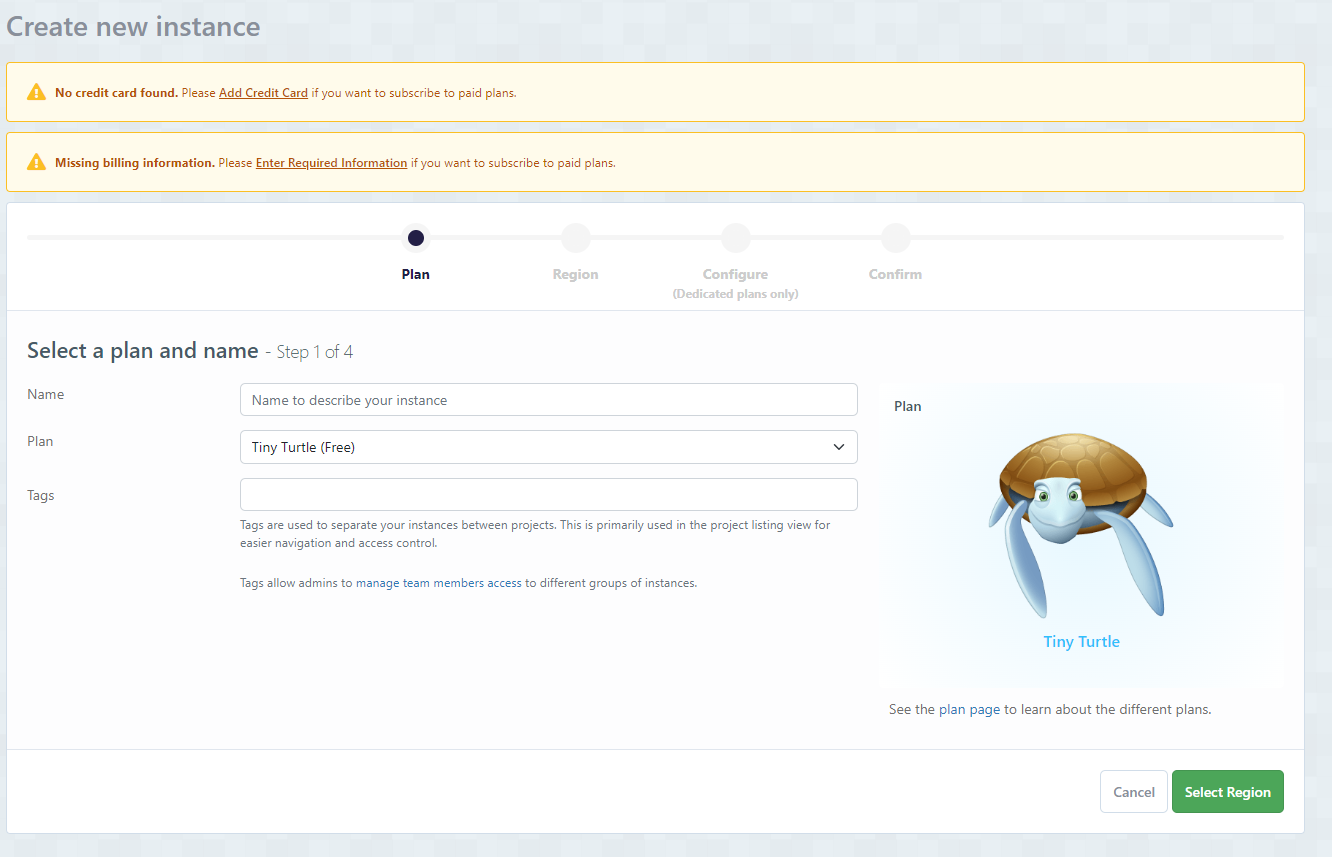 Create new instance
No credit card found. Please Add Credit Card if you want to subscribe to paid plans.
Missing billing information. Please Enter Required Information if you want to subscribe to paid plans.
Plan
Region
Configure
(Dedicated plans only)
Confirm
Select a plan and name - Step 1 of 4
Name
Name to describe your instance
Plan
Tiny Turtle (Free)
Tags
Tags are used to separate your instances between projects. This is primarily used in the project listing view for
easier navigation and access control.
Tags allow admins to manage team members access to different groups of instances.
Plan
Tiny Turtle
See the plan page to learn about the different plans.
Cancel
Select Region